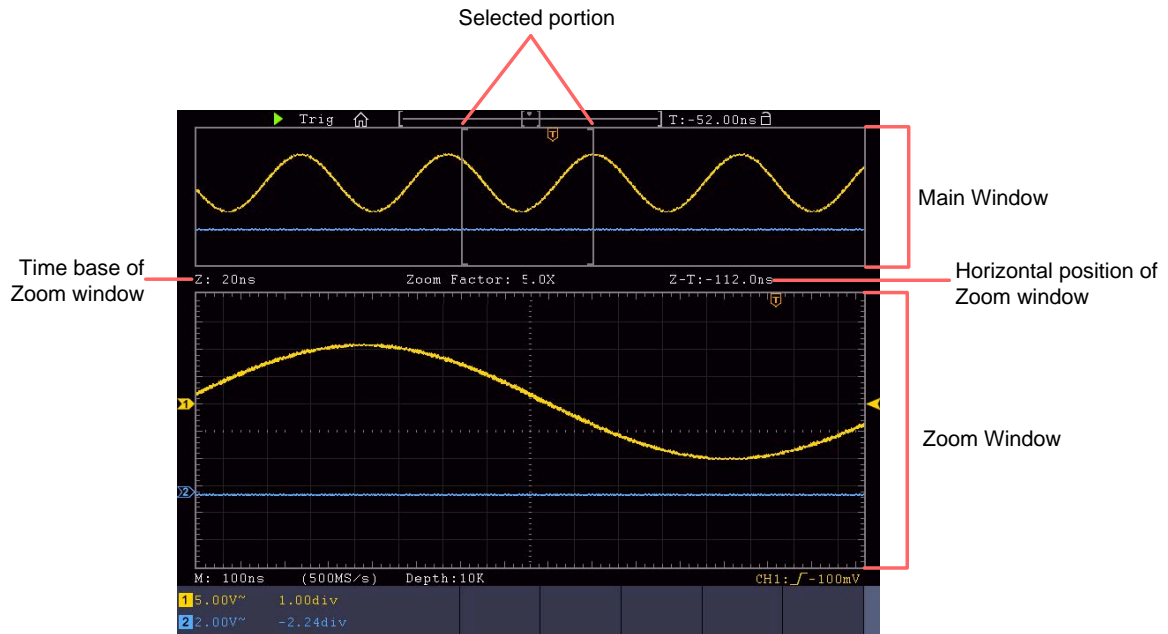 Selected portion
Trig T:-52.00ns
T
Main Window
Time base of
Zoom window
Z: 20ns Zoom Factor: 5.0X Z-T:-112.0ns
Horizontal position of
Zoom window
T
1
Zoom Window
2
M: 100ns (500MS/s) Depth:10K CH1: -100mV
1 5.00V~ 1.00div
2 2.00V~ -2.24div